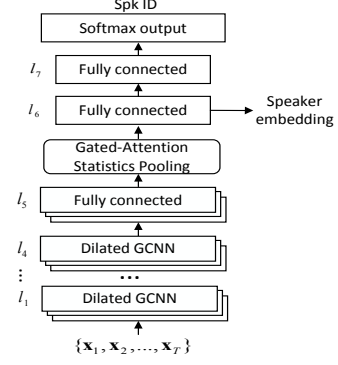 Spk ID
Softmax output
l₇ Fully connected
l₆ Fully connected
Speaker
embedding
Gated-Attention
Statistics Pooling
l₅ Fully connected
l₄ Dilated GCNN
⋮ ...
l₁ Dilated GCNN
{x₁, x₂, ..., x_T}